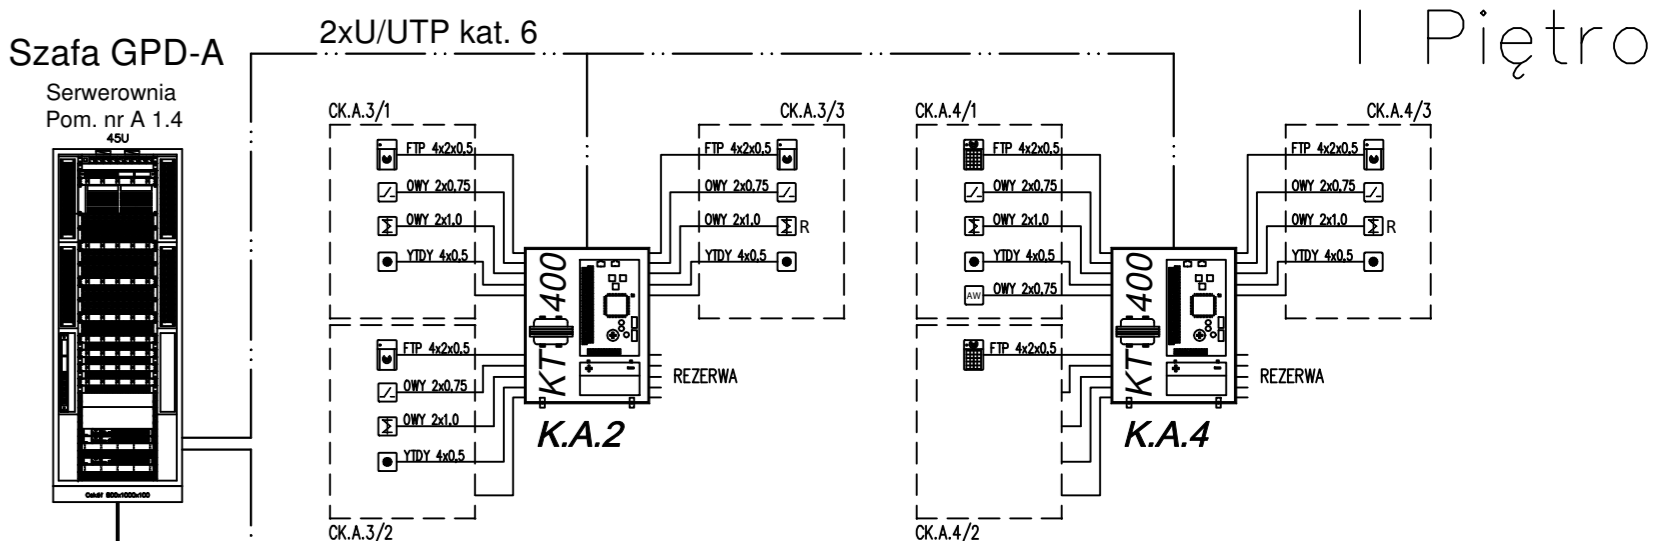 I Piętro
2xU/UTP kat. 6
Szafa GPD-A
Serwerownia
Pom. nr A 1.4
45U
CK.A.3/1
FTP 4x2x0.5
OWY 2x0.75
OWY 2x1.0
YTDY 4x0.5
CK.A.3/3
FTP 4x2x0.5
OWY 2x0.75
OWY 2x1.0
R
YTDY 4x0.5
KT 400
FTP 4x2x0.5
OWY 2x0.75
OWY 2x1.0
YTDY 4x0.5
CK.A.3/2
REZERWA
K.A.2
CK.A.4/1
FTP 4x2x0.5
OWY 2x0.75
OWY 2x1.0
YTDY 4x0.5
AW OWY 2x0.75
CK.A.4/3
FTP 4x2x0.5
OWY 2x0.75
OWY 2x1.0
R
YTDY 4x0.5
KT 400
FTP 4x2x0.5
CK.A.4/2
REZERWA
K.A.4
600x1000x100